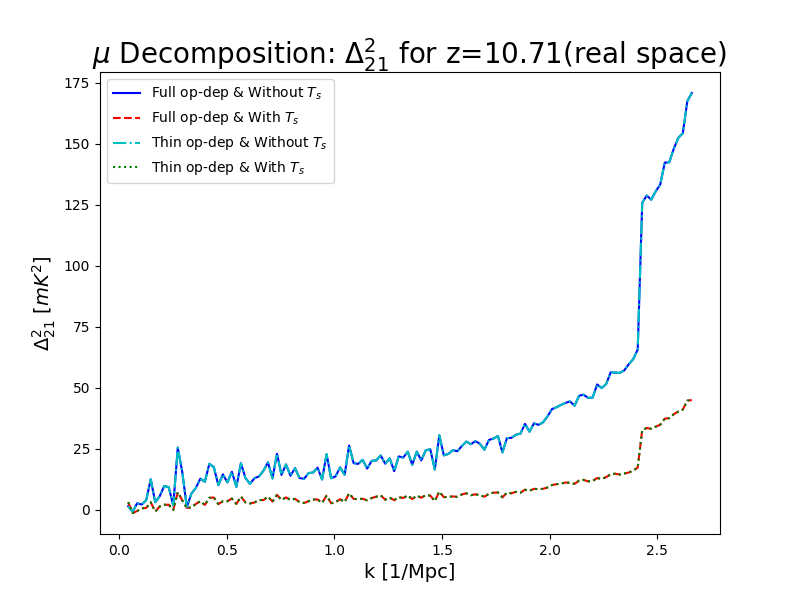 μ Decomposition: Δ²₂₁ for z=10.71(real space)
Full op-dep & Without Tₛ
Full op-dep & With Tₛ
Thin op-dep & Without Tₛ
Thin op-dep & With Tₛ
175
150
125
100
75
50
25
0
Δ²₂₁ [mK²]
0.0 0.5 1.0 1.5 2.0 2.5
k [1/Mpc]